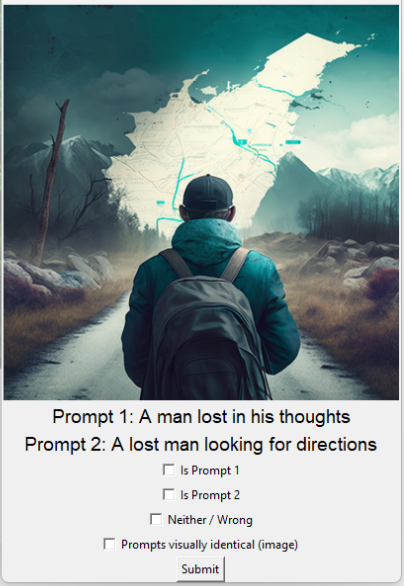 Prompt 1: A man lost in his thoughts
Prompt 2: A lost man looking for directions
Is Prompt 1
Is Prompt 2
Neither / Wrong
Prompts visually identical (image)
Submit